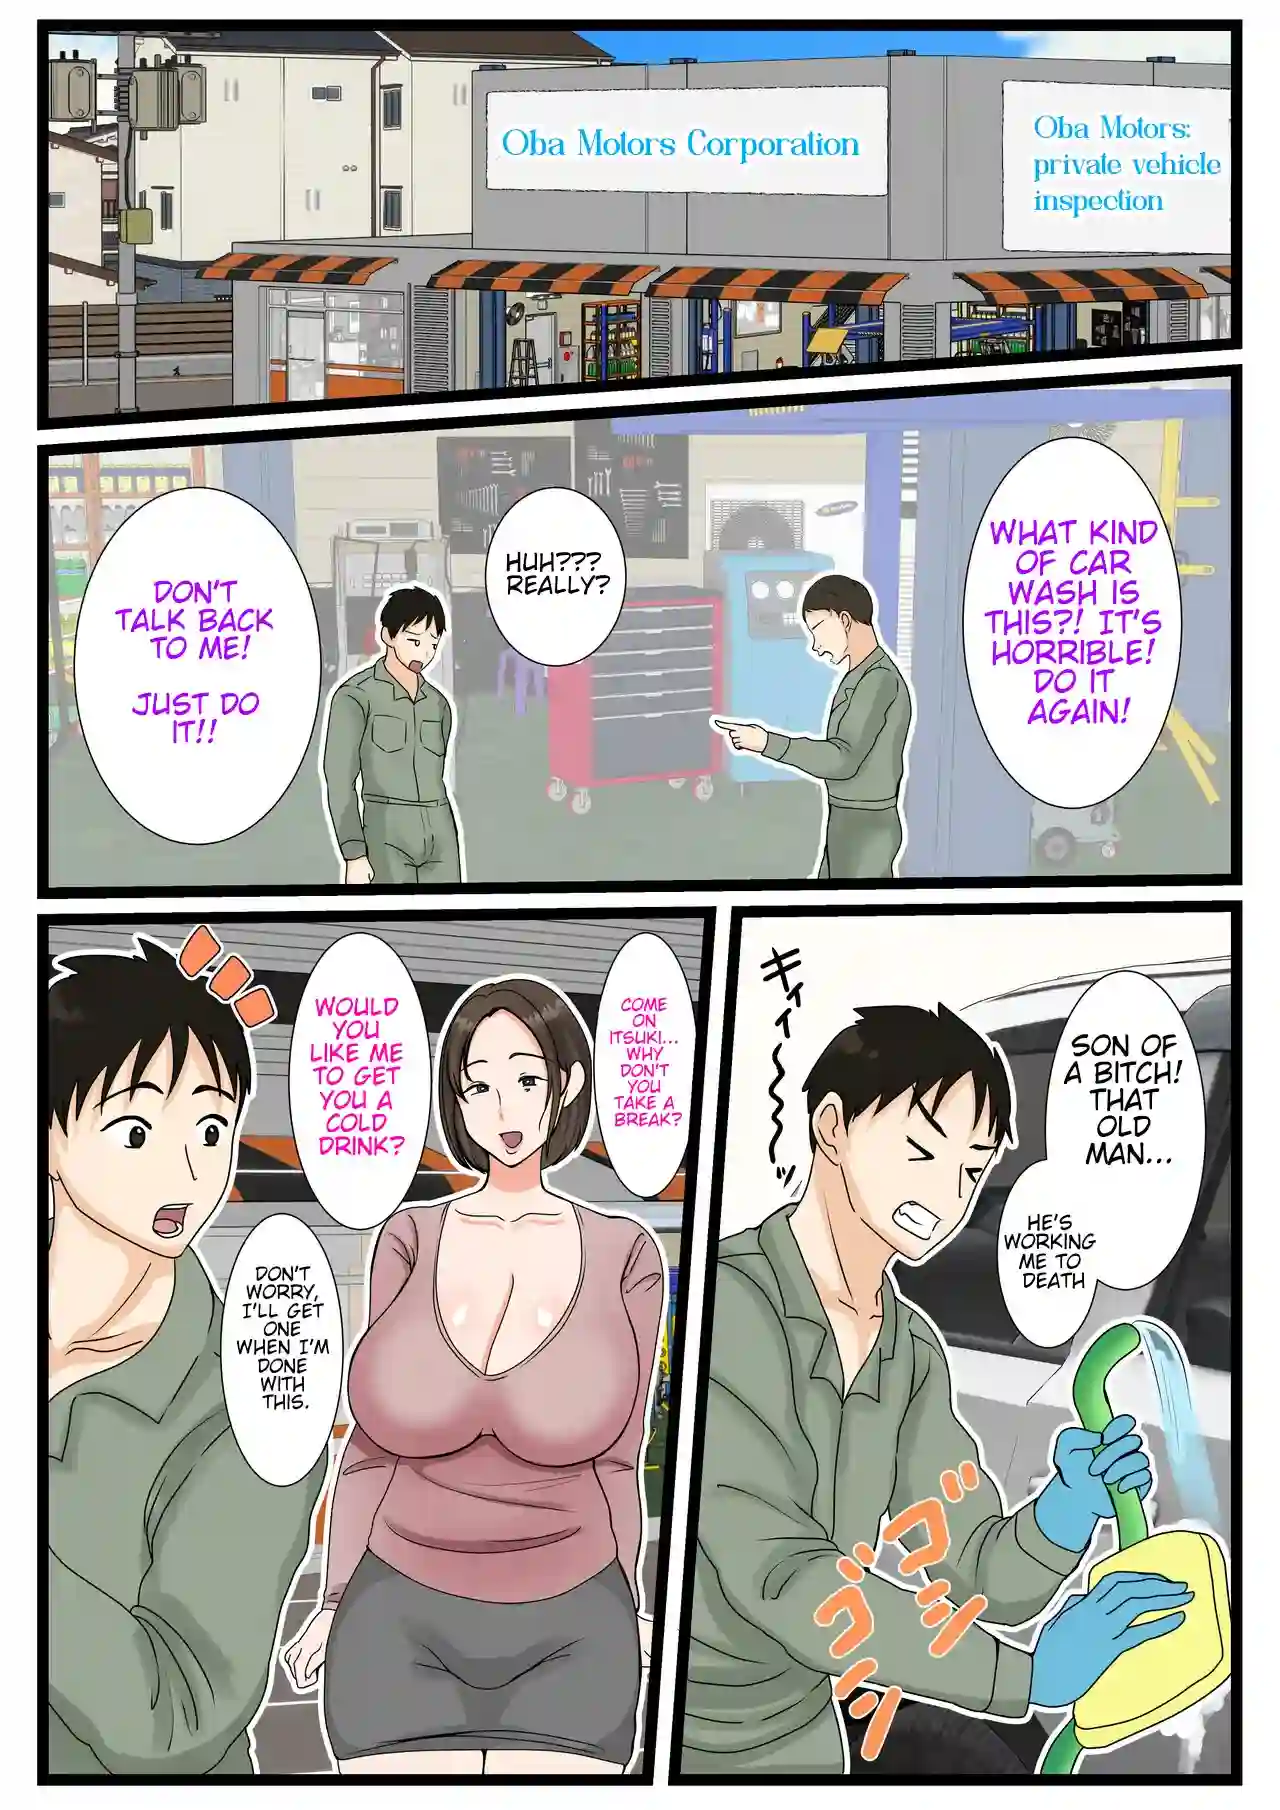 Oba Motors Corporation
Oba Motors:
private vehicle
inspection
WHAT KIND
OF CAR
WASH IS
THIS?! IT'S
HORRIBLE!
DO IT
AGAIN!
HUH???
REALLY?
DON'T
TALK BACK
TO ME!
JUST DO
IT!!
キィィ~~ッ
SON OF
A BITCH!
THAT
OLD
MAN...
HE'S
WORKING
ME TO
DEATH
ゴシ
ゴシ
COME
ON
ITSUKI...
WHY
DON'T
YOU
TAKE A
BREAK?
WOULD
YOU
LIKE ME
TO GET
YOU A
COLD
DRINK?
DON'T
WORRY,
I'LL GET
ONE
WHEN I'M
DONE
WITH
THIS.